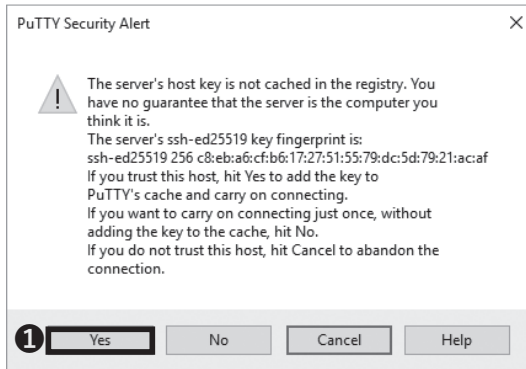 PuTTY Security Alert
The server's host key is not cached in the registry. You
have no guarantee that the server is the computer you
think it is.
The server's ssh-ed25519 key fingerprint is:
ssh-ed25519 256 c8:eb:a6:cf:b6:17:27:51:55:79:dc:5d:79:21:ac:af
If you trust this host, hit Yes to add the key to
PuTTY's cache and carry on connecting.
If you want to carry on connecting just once, without
adding the key to the cache, hit No.
If you do not trust this host, hit Cancel to abandon the
connection.
❶ Yes No Cancel Help